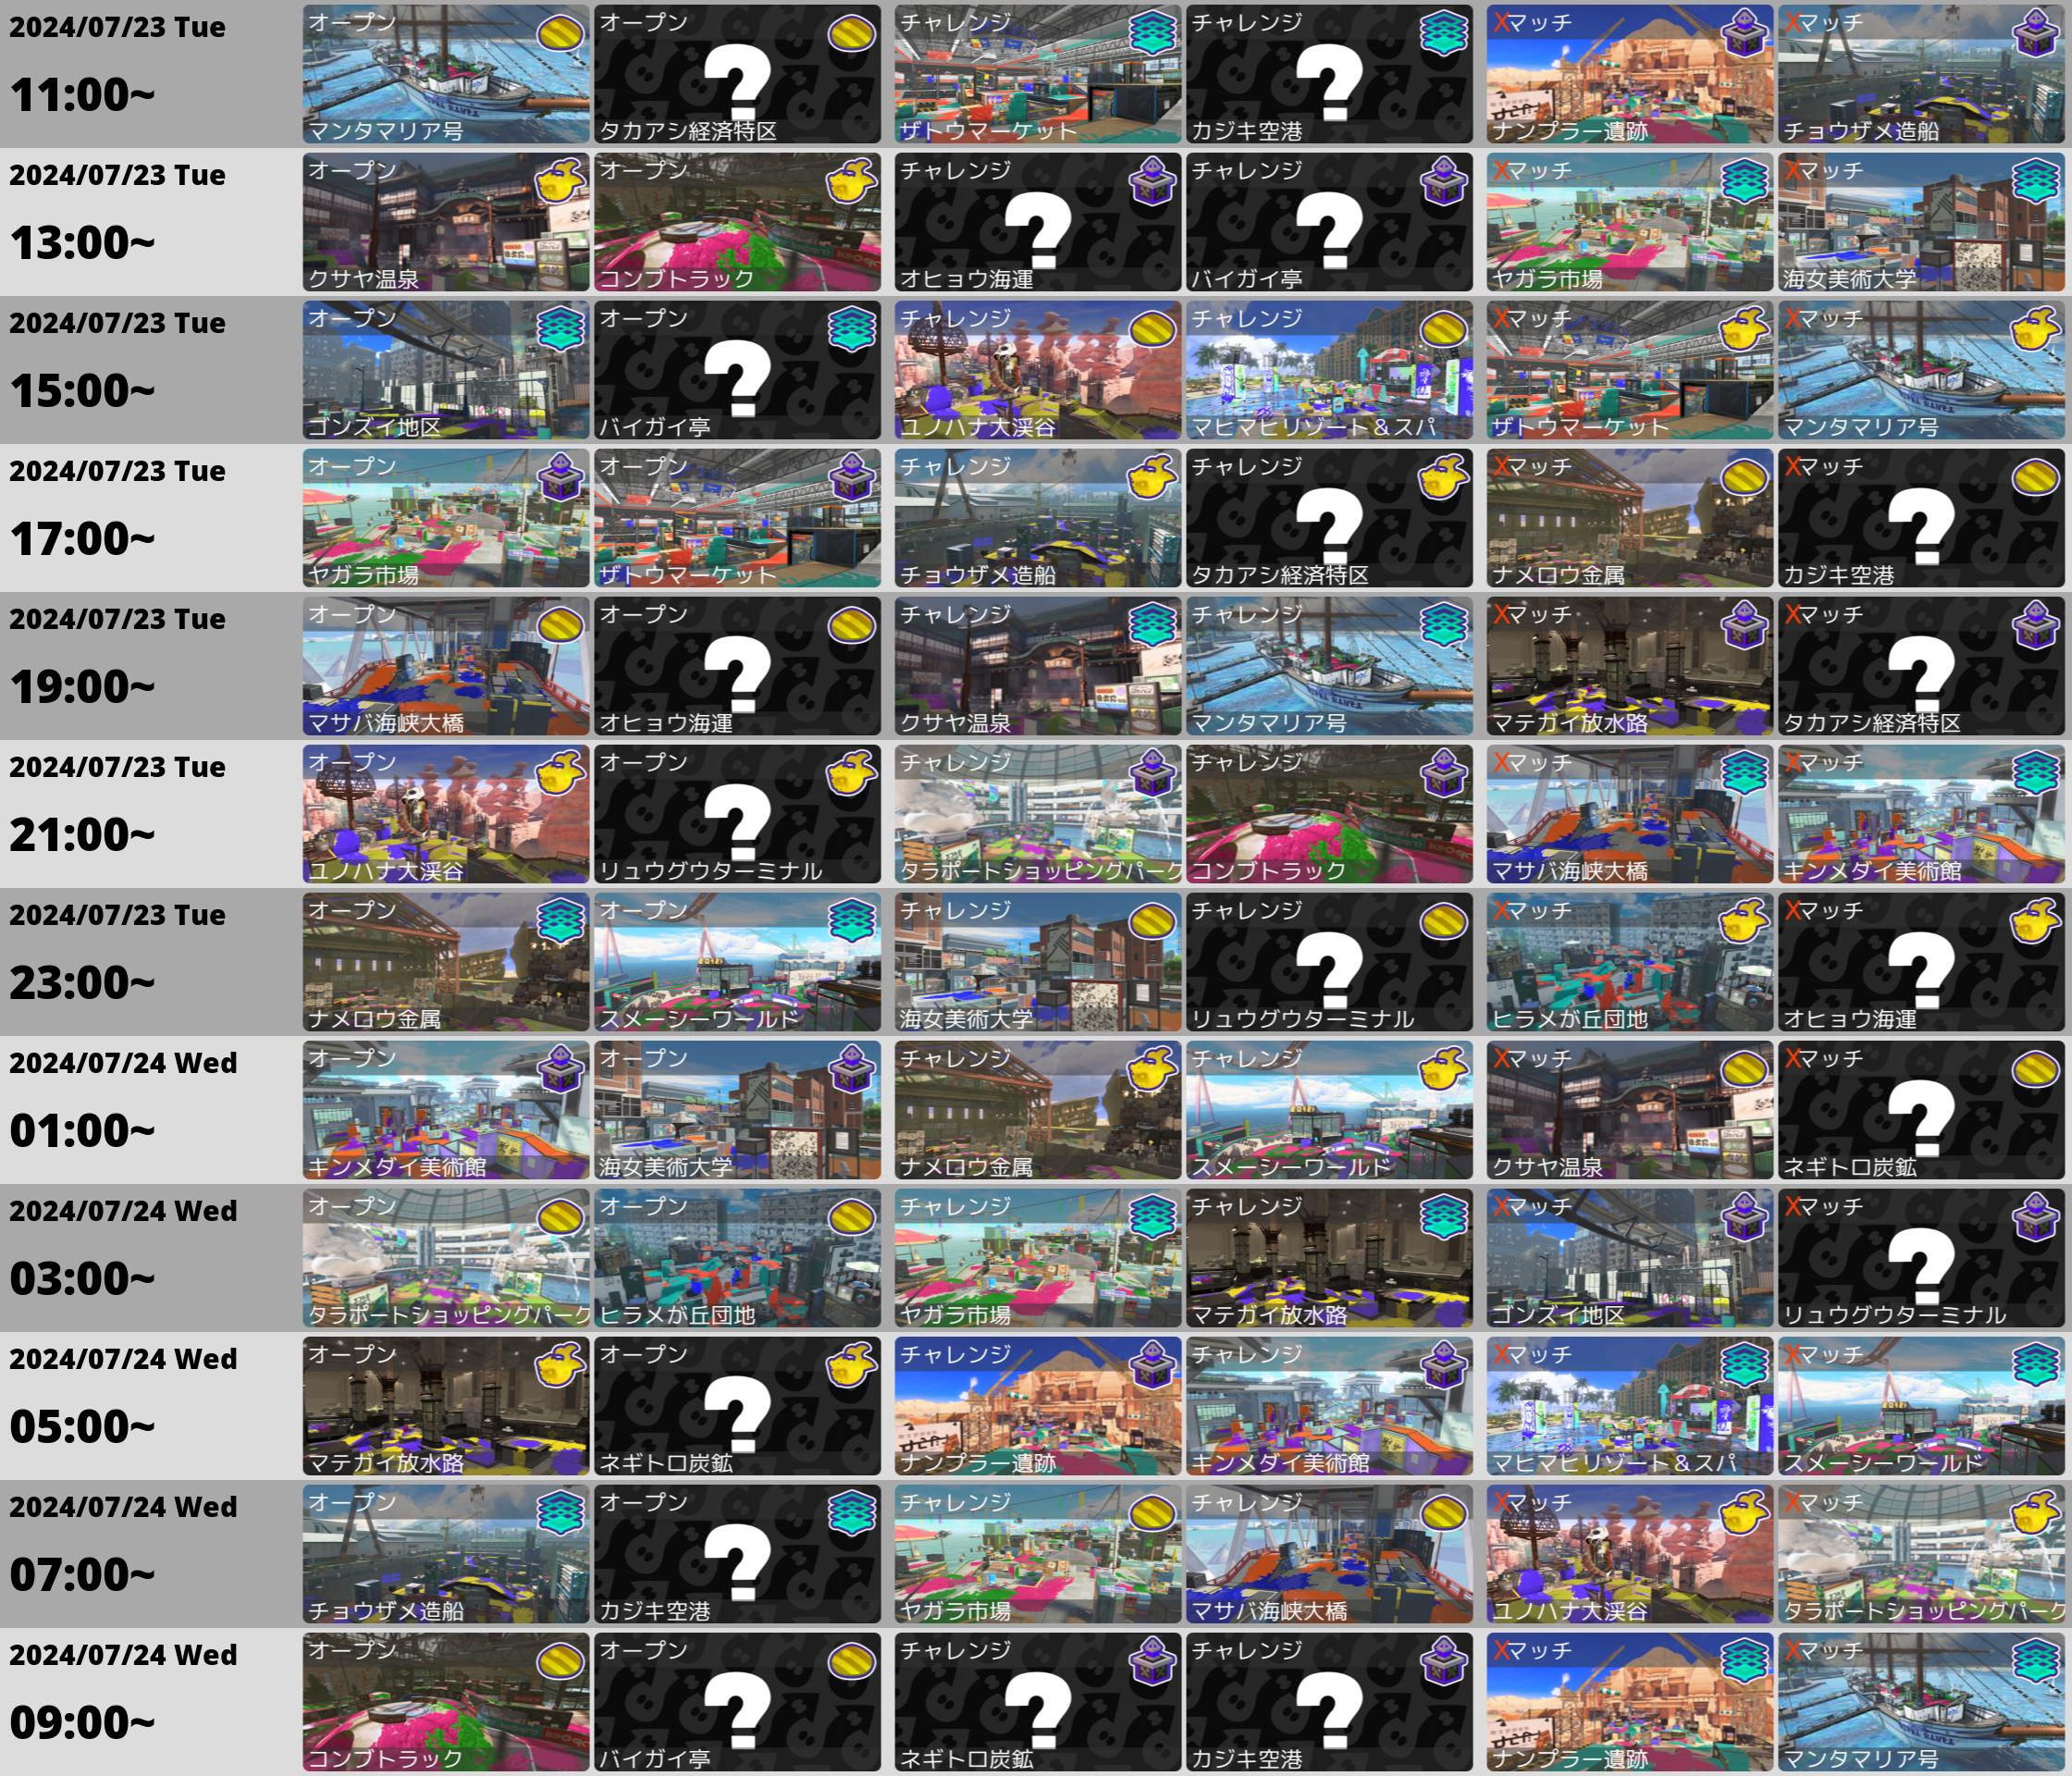 2024/07/23 Tue
11:00~
オープン
マンタマリア号
オープン
タカアシ経済特区
チャレンジ
ザトウマーケット
チャレンジ
カジキ空港
Xマッチ
ナンプラー遺跡
Xマッチ
チョウザメ造船
2024/07/23 Tue
13:00~
オープン
クサヤ温泉
オープン
コンブトラック
チャレンジ
オヒョウ海運
チャレンジ
バイガイ亭
Xマッチ
ヤガラ市場
Xマッチ
海女美術大学
2024/07/23 Tue
15:00~
オープン
ゴンズイ地区
オープン
バイガイ亭
チャレンジ
ユノハナ大渓谷
チャレンジ
マヒマヒリゾート＆スパ
Xマッチ
ザトウマーケット
Xマッチ
マンタマリア号
2024/07/23 Tue
17:00~
オープン
ヤガラ市場
オープン
ザトウマーケット
チャレンジ
チョウザメ造船
チャレンジ
タカアシ経済特区
Xマッチ
ナメロウ金属
Xマッチ
カジキ空港
2024/07/23 Tue
19:00~
オープン
マサバ海峡大橋
オープン
オヒョウ海運
チャレンジ
クサヤ温泉
チャレンジ
マンタマリア号
Xマッチ
マテガイ放水路
Xマッチ
タカアシ経済特区
2024/07/23 Tue
21:00~
オープン
ユノハナ大渓谷
オープン
リュウグウターミナル
チャレンジ
タラポートショッピングパーク
チャレンジ
コンブトラック
Xマッチ
マサバ海峡大橋
Xマッチ
キンメダイ美術館
2024/07/23 Tue
23:00~
オープン
ナメロウ金属
オープン
スメーシーワールド
チャレンジ
海女美術大学
チャレンジ
リュウグウターミナル
Xマッチ
ヒラメが丘団地
Xマッチ
オヒョウ海運
2024/07/24 Wed
01:00~
オープン
キンメダイ美術館
オープン
海女美術大学
チャレンジ
ナメロウ金属
チャレンジ
スメーシーワールド
Xマッチ
クサヤ温泉
Xマッチ
ネギトロ炭鉱
2024/07/24 Wed
03:00~
オープン
タラポートショッピングパーク
オープン
ヒラメが丘団地
チャレンジ
ヤガラ市場
チャレンジ
マテガイ放水路
Xマッチ
ゴンズイ地区
Xマッチ
リュウグウターミナル
2024/07/24 Wed
05:00~
オープン
マテガイ放水路
オープン
ネギトロ炭鉱
チャレンジ
ナンプラー遺跡
チャレンジ
キンメダイ美術館
Xマッチ
マヒマヒリゾート＆スパ
Xマッチ
スメーシーワールド
2024/07/24 Wed
07:00~
オープン
チョウザメ造船
オープン
カジキ空港
チャレンジ
ヤガラ市場
チャレンジ
マサバ海峡大橋
Xマッチ
ユノハナ大渓谷
Xマッチ
タラポートショッピングパーク
2024/07/24 Wed
09:00~
オープン
コンブトラック
オープン
バイガイ亭
チャレンジ
ネギトロ炭鉱
チャレンジ
カジキ空港
Xマッチ
ナンプラー遺跡
Xマッチ
マンタマリア号